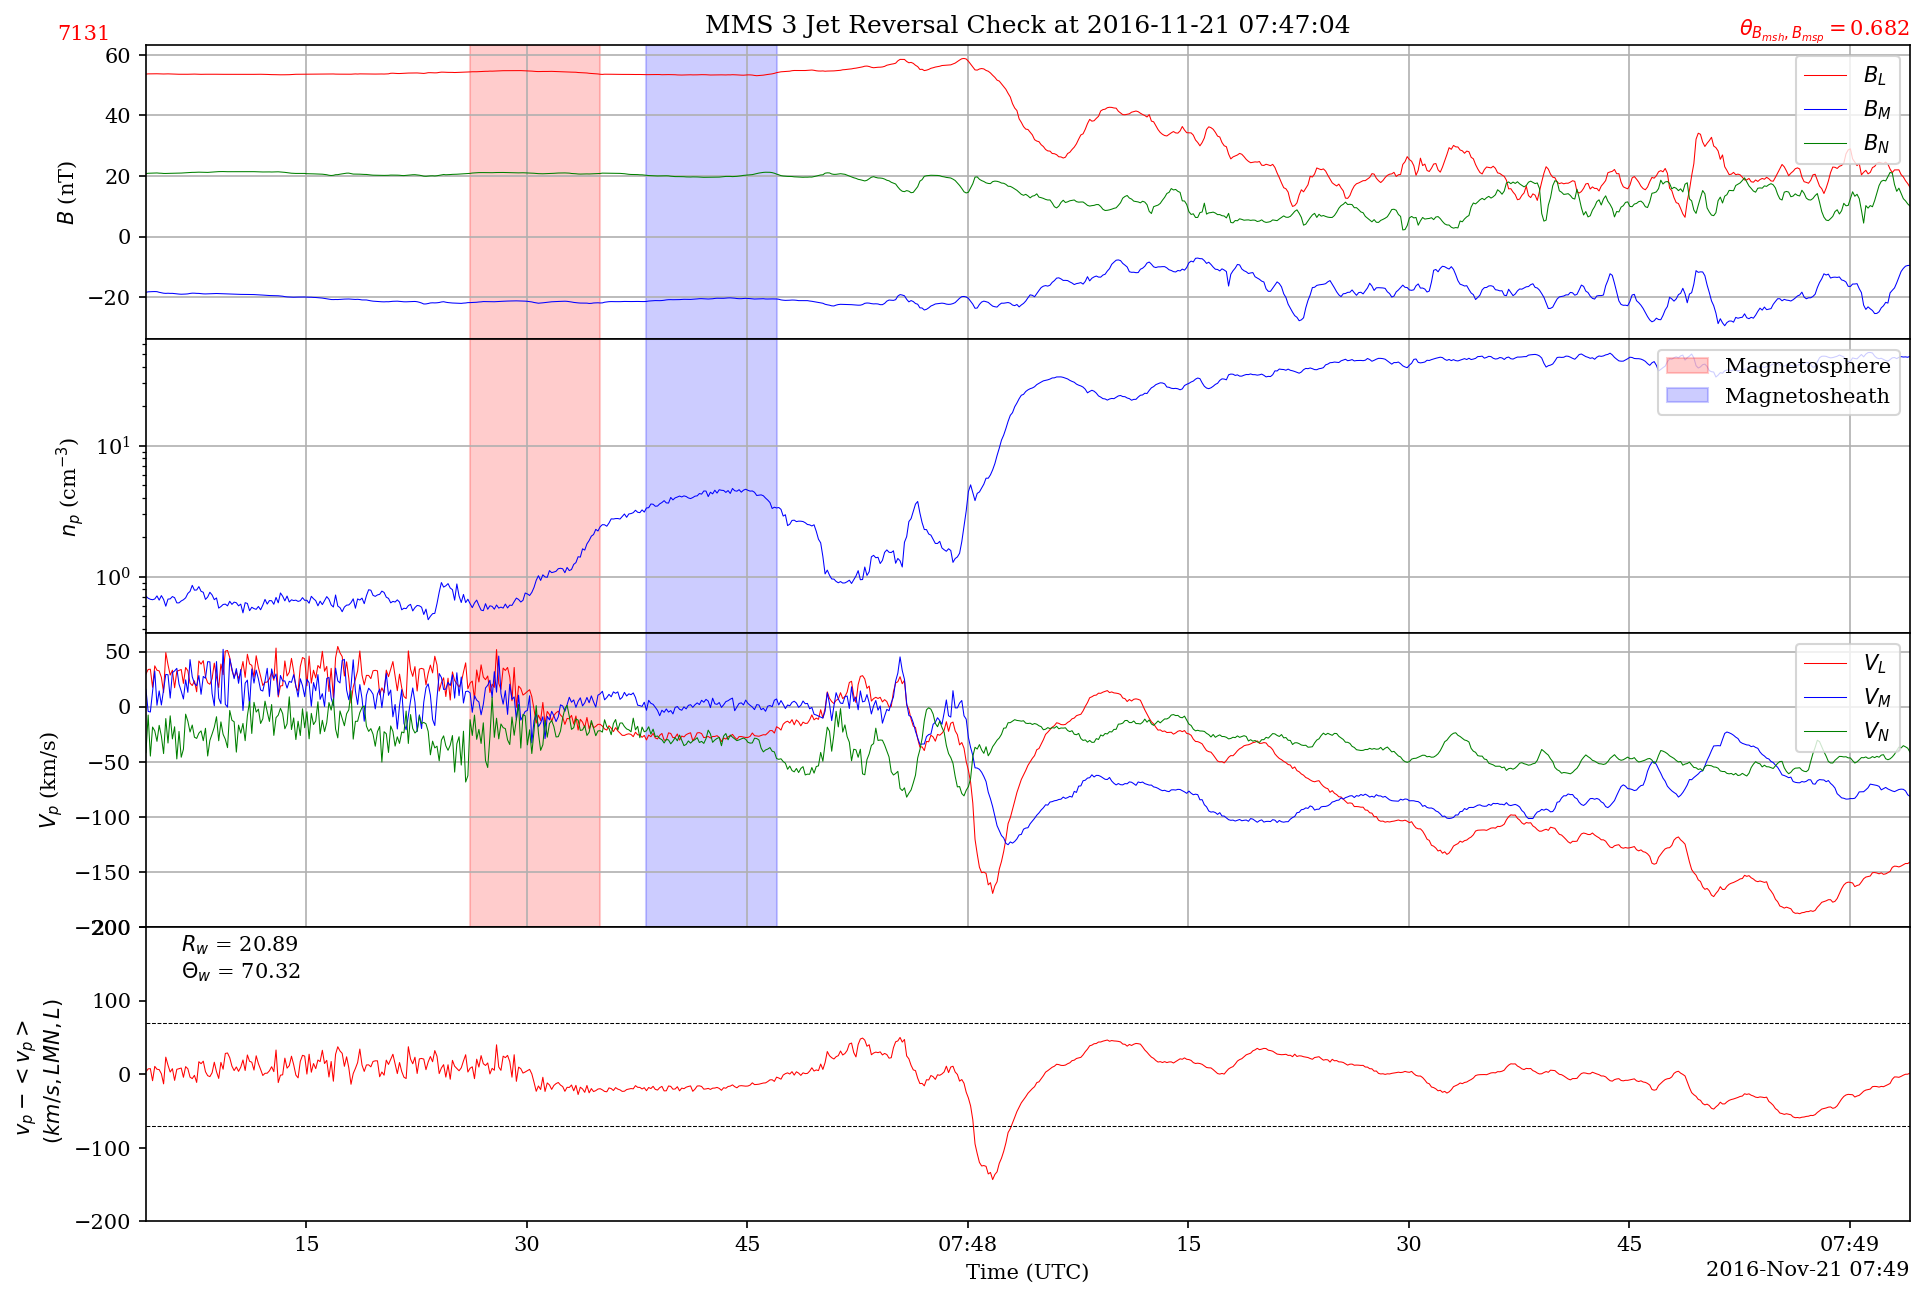 MMS 3 Jet Reversal Check at 2016-11-21 07:47:04
7131
θ_{B_{msh}, B_{msp}} = 0.682
60
40
20
0
−20
B (nT)
B_L
B_M
B_N
10^1
10^0
n_p (cm^{−3})
Magnetosphere
Magnetosheath
50
0
−50
−100
−150
−200
V_p (km/s)
V_L
V_M
V_N
200
100
0
−100
−200
v_p − < v_p >
(km/s, LMN, L)
R_w = 20.89
Θ_w = 70.32
15
30
45
07:48
15
30
45
07:49
Time (UTC)
2016-Nov-21 07:49